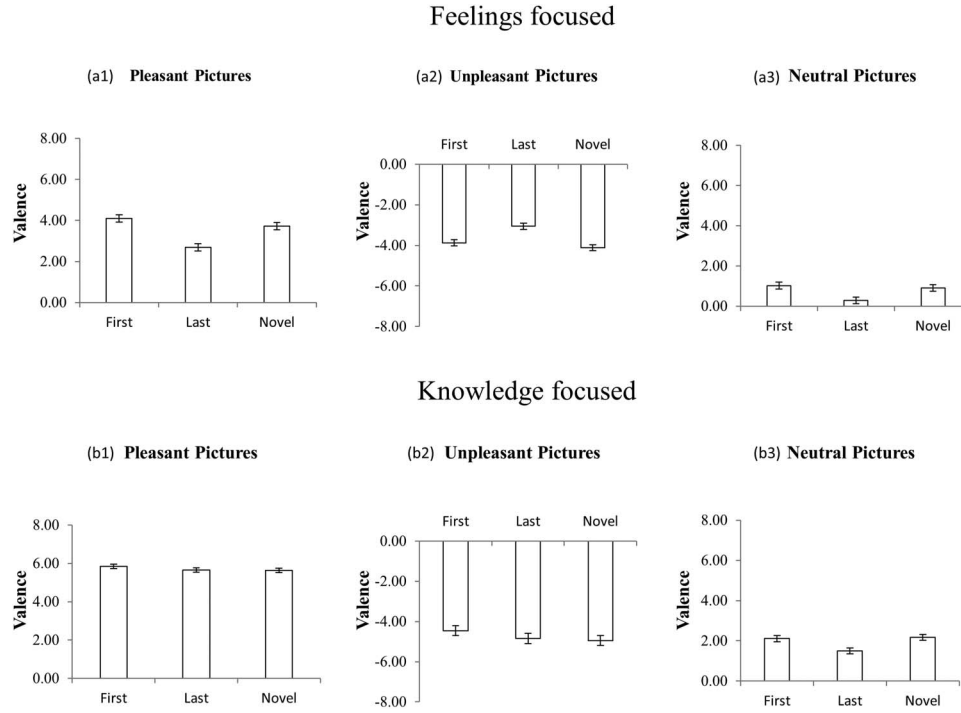 Feelings focused
(a1) Pleasant Pictures
(a2) Unpleasant Pictures
(a3) Neutral Pictures
Valence
8.00
6.00
4.00
2.00
0.00
First Last Novel
Valence
First Last Novel
0.00
-2.00
-4.00
-6.00
-8.00
Valence
8.00
6.00
4.00
2.00
0.00
First Last Novel
Knowledge focused
(b1) Pleasant Pictures
(b2) Unpleasant Pictures
(b3) Neutral Pictures
Valence
8.00
6.00
4.00
2.00
0.00
First Last Novel
Valence
First Last Novel
0.00
-2.00
-4.00
-6.00
-8.00
Valence
8.00
6.00
4.00
2.00
0.00
First Last Novel